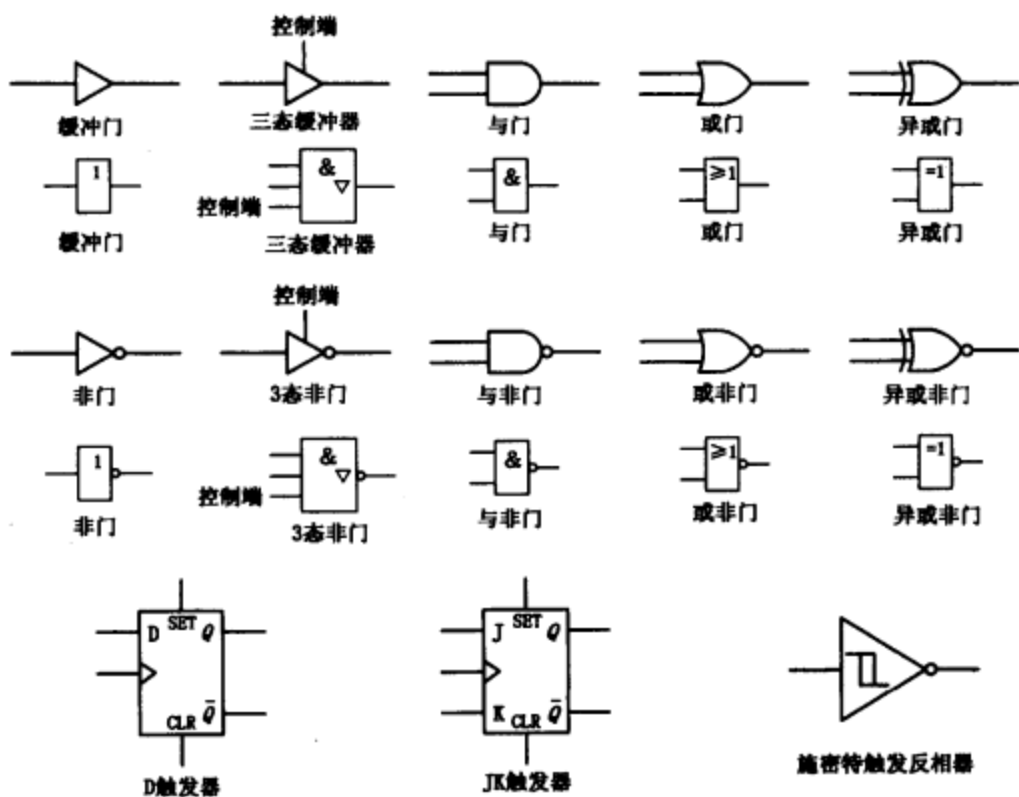 控制端
缓冲门 三态缓冲器 与门 或门 异或门
1 & ▽ & ≥1 =1
控制端
缓冲门 三态缓冲器 与门 或门 异或门
控制端
非门 3态非门 与非门 或非门 异或非门
1 & ▽ & ≥1 =1
控制端
非门 3态非门 与非门 或非门 异或非门
SET SET
D Q J Q
K
CLR Q̅ CLR Q̅
D触发器 JK触发器 施密特触发反相器